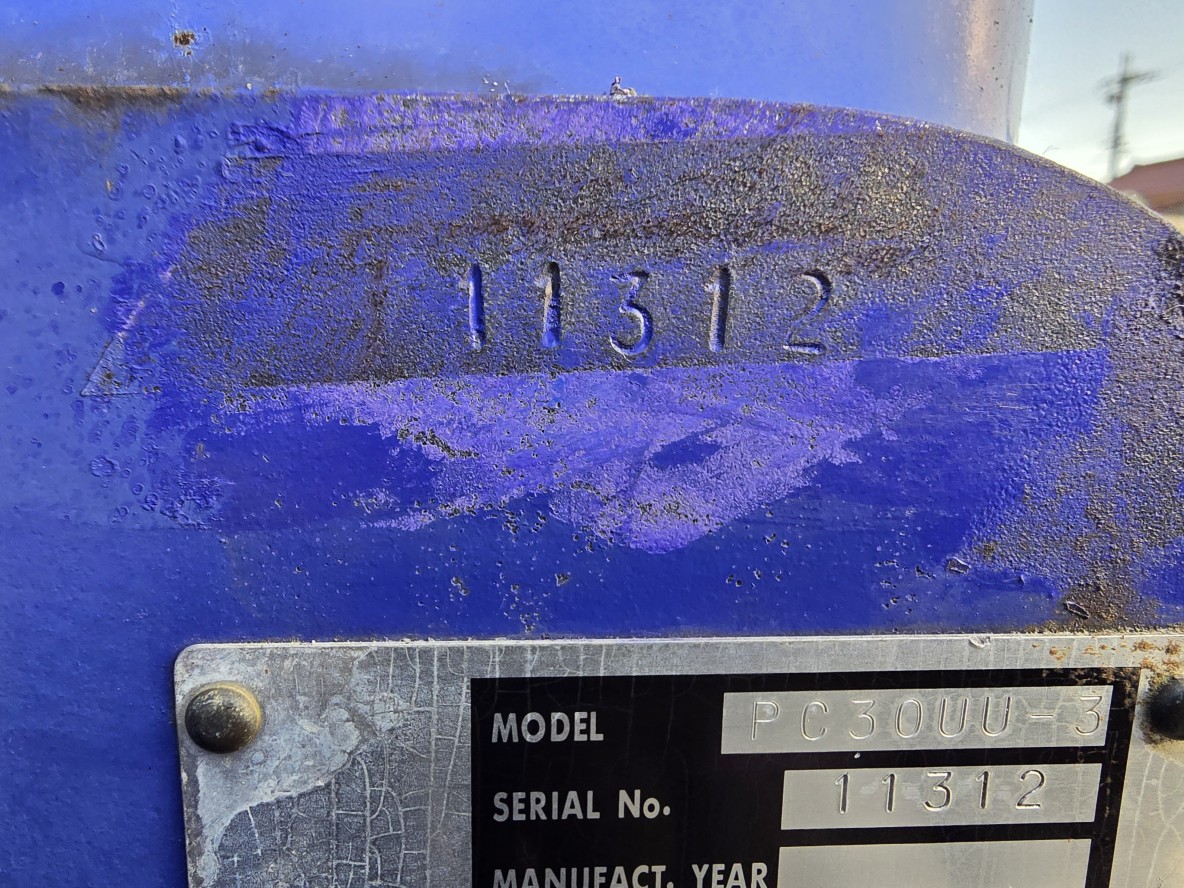 11312
MODEL PC30UU-3
SERIAL No. 11312
MANUFACT. YEAR